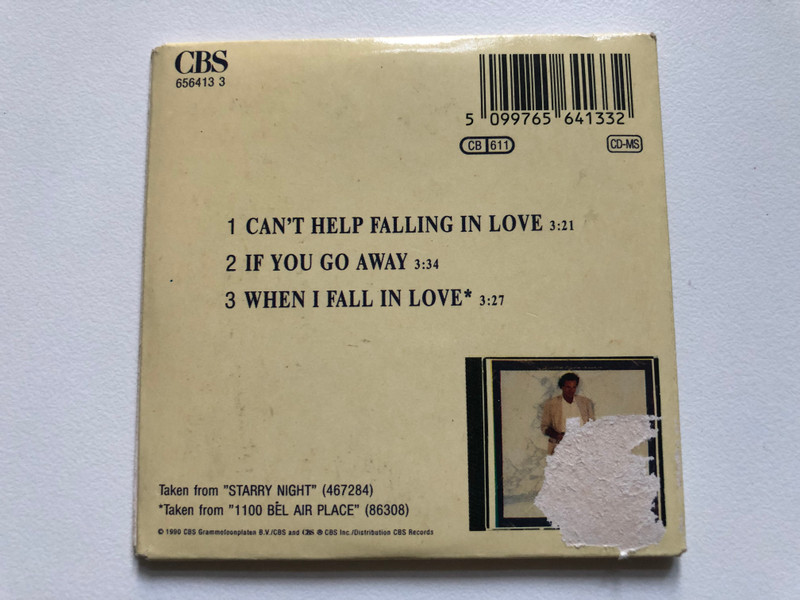 CBS
656413 3
5 099765 641332
CB 611
CD-MS
1 CAN'T HELP FALLING IN LOVE 3:21
2 IF YOU GO AWAY 3:34
3 WHEN I FALL IN LOVE* 3:27
Taken from "STARRY NIGHT" (467284)
*Taken from "1100 BEL AIR PLACE" (86308)
© 1990 CBS Grammofoonplaten B.V./CBS and CBS ® CBS Inc./Distribution CBS Records